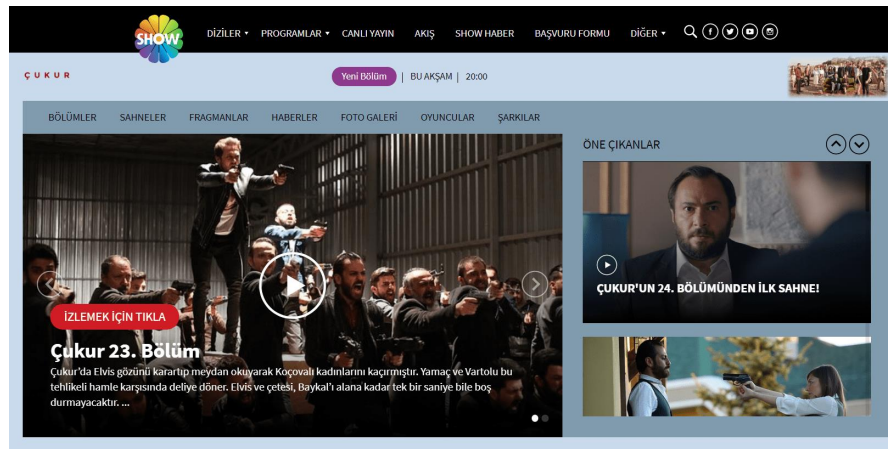 SHOW
DİZİLER
PROGRAMLAR
CANLI YAYIN
AKIŞ
SHOW HABER
BAŞVURU FORMU
DİĞER
ÇUKUR
Yeni Bölüm | BU AKŞAM | 20:00
BÖLÜMLER
SAHNELER
FRAGMANLAR
HABERLER
FOTO GALERİ
OYUNCULAR
ŞARKILAR
İZLEMEK İÇİN TIKLA
Çukur 23. Bölüm
Çukur'da Elvis gözünü karartıp meydan okuyarak Koçovalı kadınlarını kaçırmıştır. Yamaç ve Vartolu bu
tehlikeli hamle karşısında deliye döner. Elvis ve çetesi, Baykal'ı alana kadar tek bir saniye bile boş
durmayacaktır. ...
ÖNE ÇIKANLAR
ÇUKUR'UN 24. BÖLÜMÜNDEN İLK SAHNE!